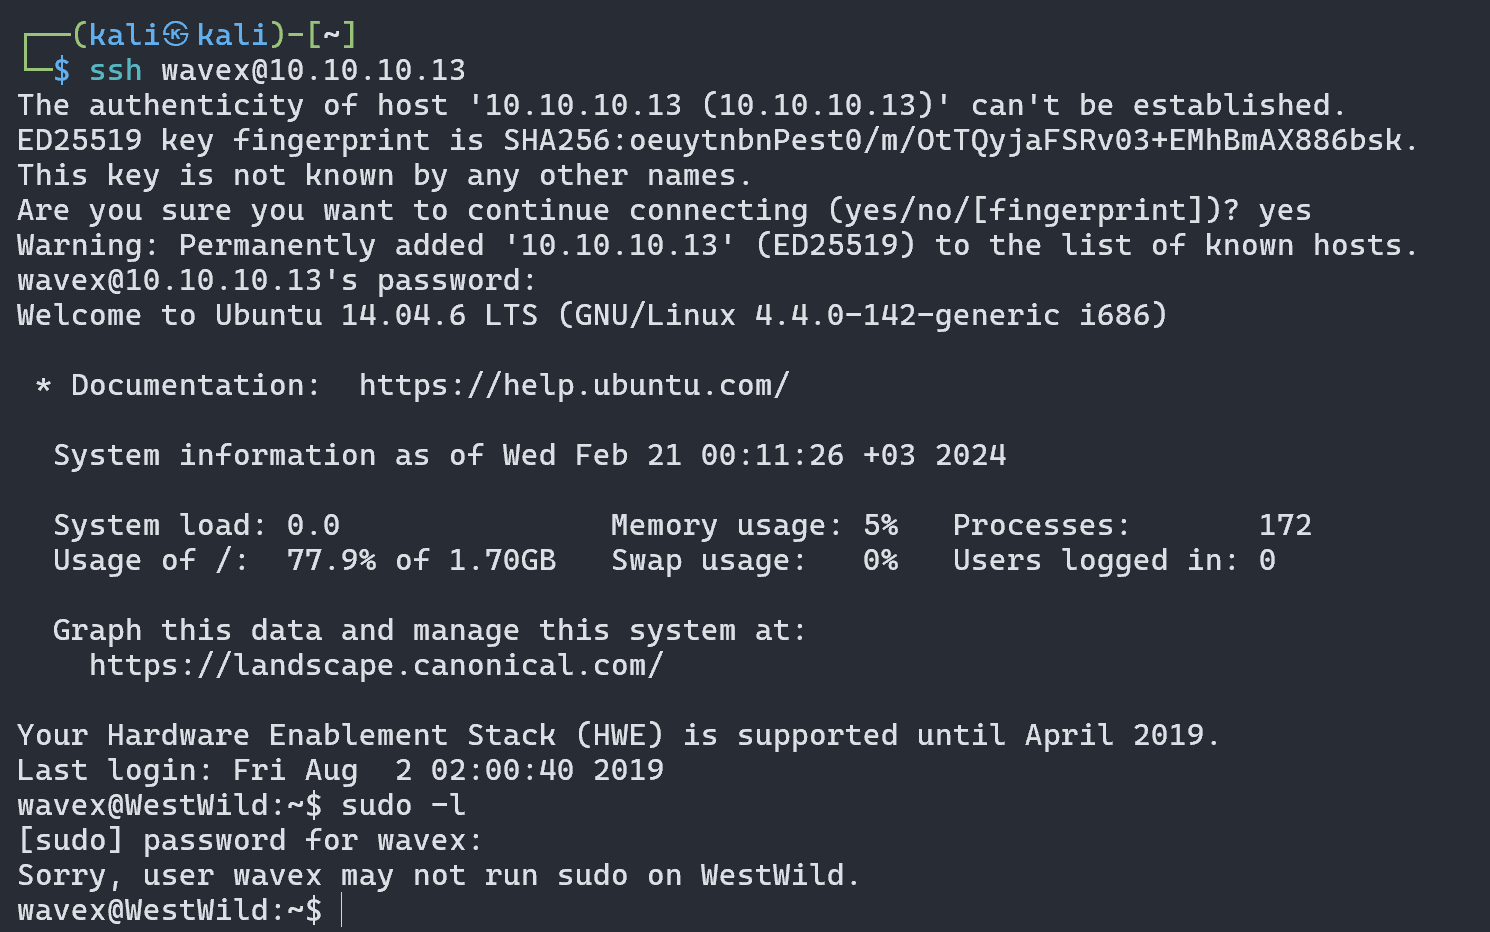 ┌──(kali㉿kali)-[~]
└─$ ssh wavex@10.10.10.13
The authenticity of host '10.10.10.13 (10.10.10.13)' can't be established.
ED25519 key fingerprint is SHA256:oeuytnbnPest0/m/OtTQyjaFSRv03+EMhBmAX886bsk.
This key is not known by any other names.
Are you sure you want to continue connecting (yes/no/[fingerprint])? yes
Warning: Permanently added '10.10.10.13' (ED25519) to the list of known hosts.
wavex@10.10.10.13's password:
Welcome to Ubuntu 14.04.6 LTS (GNU/Linux 4.4.0-142-generic i686)
* Documentation:  https://help.ubuntu.com/
System information as of Wed Feb 21 00:11:26 +03 2024
System load: 0.0               Memory usage: 5%   Processes:       172
Usage of /:  77.9% of 1.70GB   Swap usage:   0%   Users logged in: 0
Graph this data and manage this system at:
https://landscape.canonical.com/
Your Hardware Enablement Stack (HWE) is supported until April 2019.
Last login: Fri Aug  2 02:00:40 2019
wavex@WestWild:~$ sudo -l
[sudo] password for wavex:
Sorry, user wavex may not run sudo on WestWild.
wavex@WestWild:~$